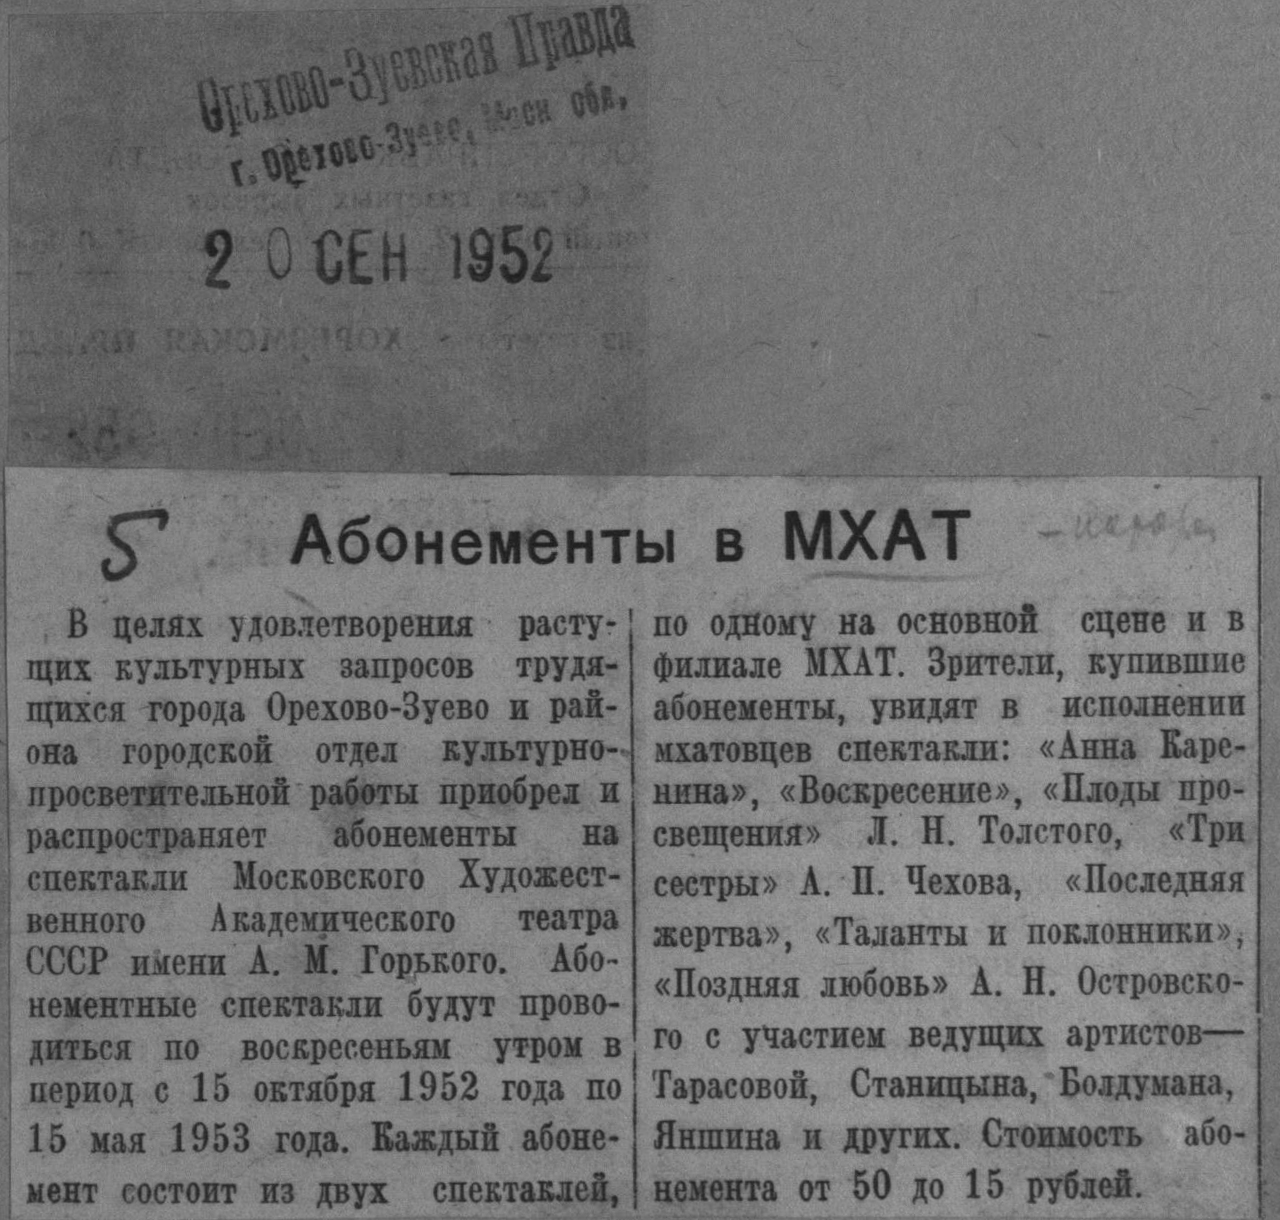 Орехово-Зуевская Правда
г. Орехово-Зуево, Моск обл,
20 СЕН 1952
5
Абонементы в МХАТ
В целях удовлетворения расту-
щих культурных запросов трудя-
щихся города Орехово-Зуево и рай-
она городской отдел культурно-
просветительной работы приобрел и
распространяет абонементы на
спектакли Московского Художест-
венного Академического театра
СССР имени А. М. Горького. Або-
нементные спектакли будут прово-
диться по воскресеньям утром в
период с 15 октября 1952 года по
15 мая 1953 года. Каждый абоне-
мент состоит из двух спектаклей,
по одному на основной сцене и в
филиале МХАТ. Зрители, купившие
абонементы, увидят в исполнении
мхатовцев спектакли: «Анна Каре-
нина», «Воскресение», «Плоды про-
свещения» Л. Н. Толстого, «Три
сестры» А. П. Чехова, «Последняя
жертва», «Таланты и поклонники»,
«Поздняя любовь» А. Н. Островско-
го с участием ведущих артистов—
Тарасовой, Станицына, Болдумана,
Яншина и других. Стоимость або-
немента от 50 до 15 рублей.